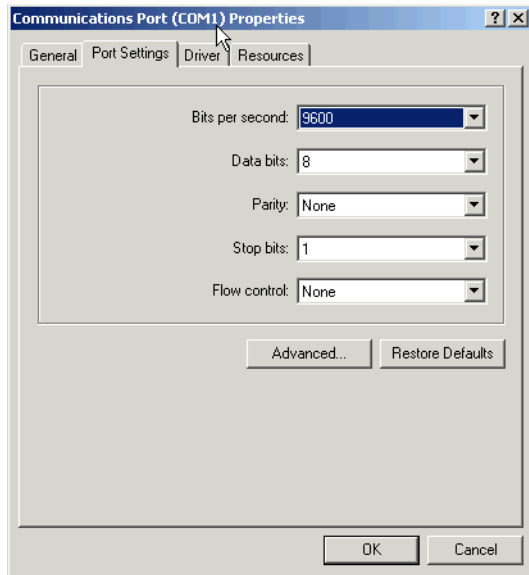 Communications Port (COM1) Properties
General Port Settings Driver Resources
Bits per second: 9600
Data bits: 8
Parity: None
Stop bits: 1
Flow control: None
Advanced... Restore Defaults
OK Cancel